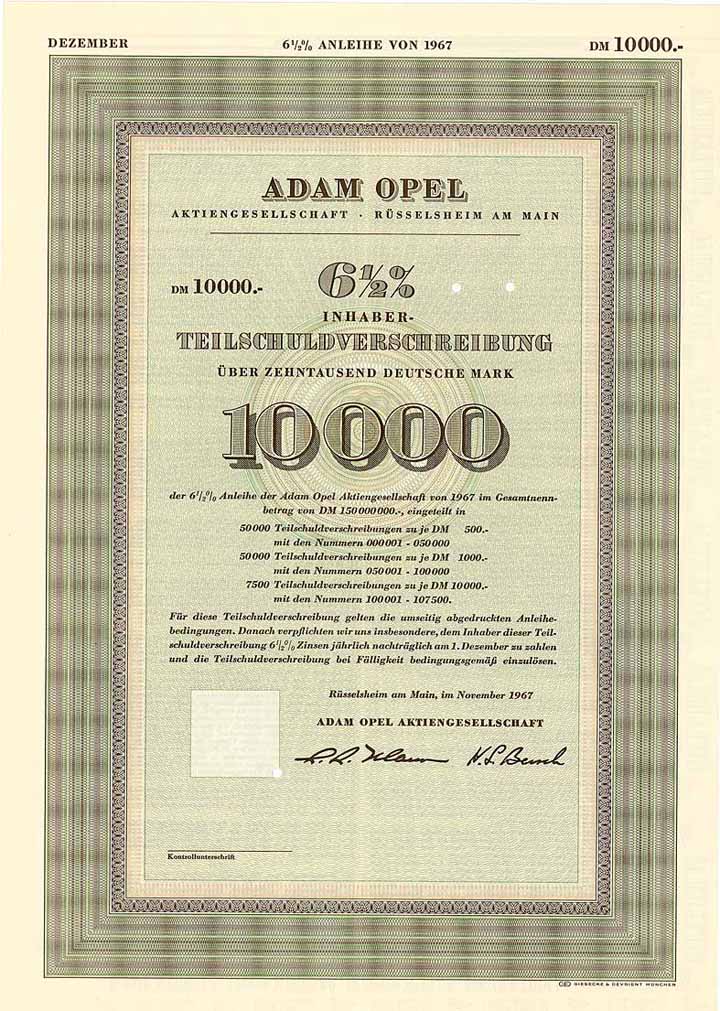 DEZEMBER 6½% ANLEIHE VON 1967 DM 10000.-
ADAM OPEL
AKTIENGESELLSCHAFT · RÜSSELSHEIM AM MAIN
DM 10000.- 6½%
INHABER-
TEILSCHULDVERSCHREIBUNG
ÜBER ZEHNTAUSEND DEUTSCHE MARK
10000
der 6½% Anleihe der Adam Opel Aktiengesellschaft von 1967 im Gesamtnenn-
betrag von DM 150000000.-, eingeteilt in
50000 Teilschuldverschreibungen zu je DM 500.-
mit den Nummern 000001 - 050000
50000 Teilschuldverschreibungen zu je DM 1000.-
mit den Nummern 050001 - 100000
7500 Teilschuldverschreibungen zu je DM 10000.-
mit den Nummern 100001 - 107500.
Für diese Teilschuldverschreibung gelten die umseitig abgedruckten Anleihe-
bedingungen. Danach verpflichten wir uns insbesondere, dem Inhaber dieser Teil-
schuldverschreibung 6½% Zinsen jährlich nachträglich am 1. Dezember zu zahlen
und die Teilschuldverschreibung bei Fälligkeit bedingungsgemäß einzulösen.
Rüsselsheim am Main, im November 1967
ADAM OPEL AKTIENGESELLSCHAFT
Kontrollunterschrift
GIESECKE & DEVRIENT MÜNCHEN